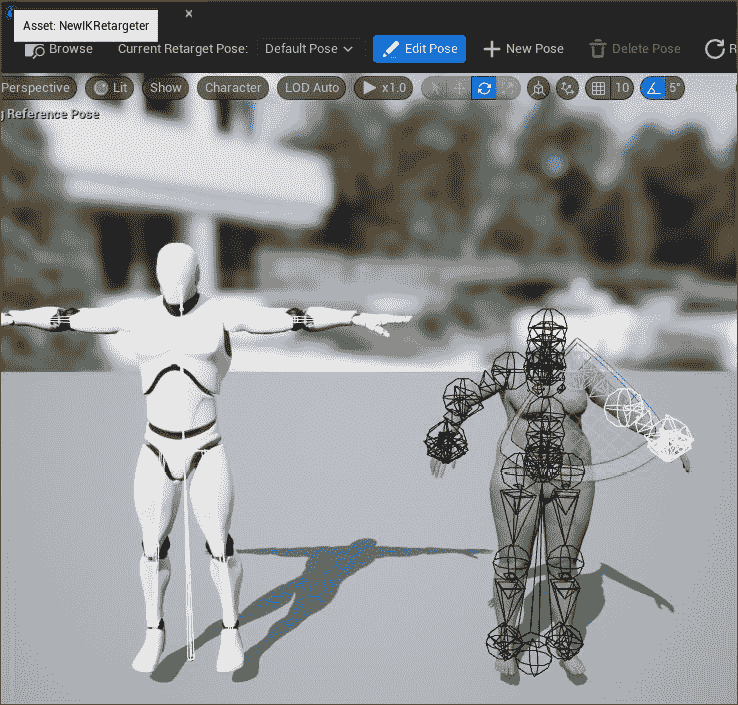 Asset: NewIKRetargeter
Browse Current Retarget Pose: Default Pose Edit Pose New Pose Delete Pose R
Perspective Lit Show Character LOD Auto x1.0 10 5°
g Reference Pose